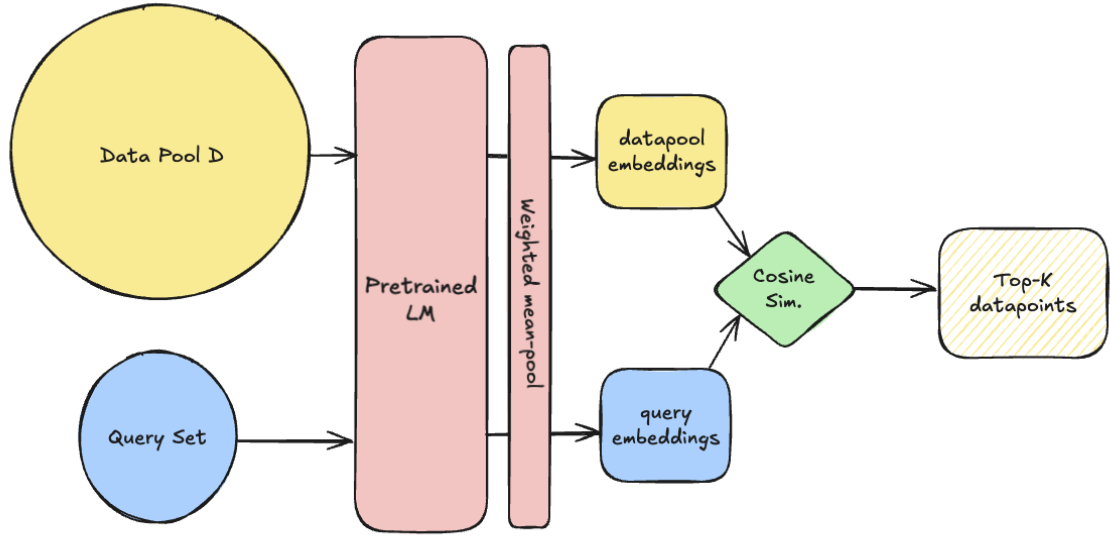 Data Pool D
Query Set
Pretrained
LM
Weighted mean-pool
datapool
embeddings
query
embeddings
Cosine
Sim.
Top-K
datapoints